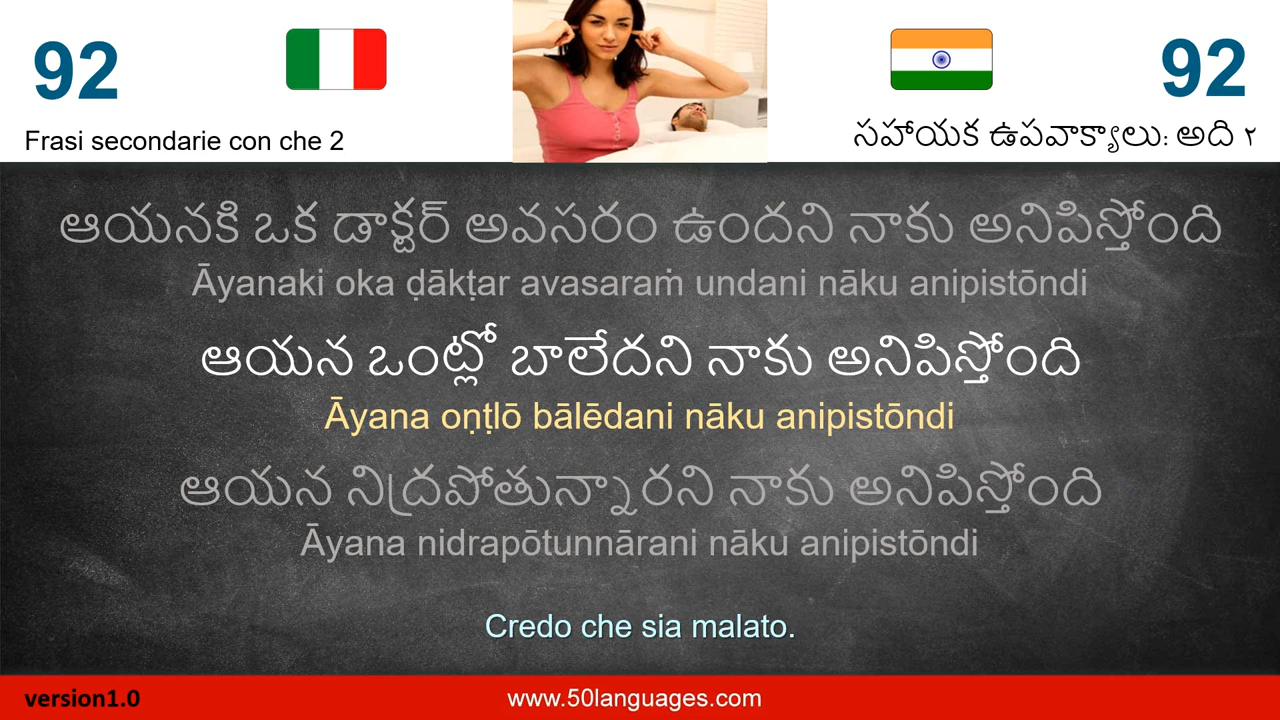 92
92
Frasi secondarie con che 2
సహాయక ఉపవాక్యాలు: అది ౨
ఆయనకి ఒక డాక్టర్ అవసరం ఉందని నాకు అనిపిస్తోంది
Āyanaki oka ḍākṭar avasaraṁ undani nāku anipistōndi
ఆయన ఒంట్లో బాలేదని నాకు అనిపిస్తోంది
Āyana oṇṭlō bālēdani nāku anipistōndi
ఆయన నిద్రపోతున్నారని నాకు అనిపిస్తోంది
Āyana nidrapōtunnārani nāku anipistōndi
Credo che sia malato.
version1.0
www.50languages.com